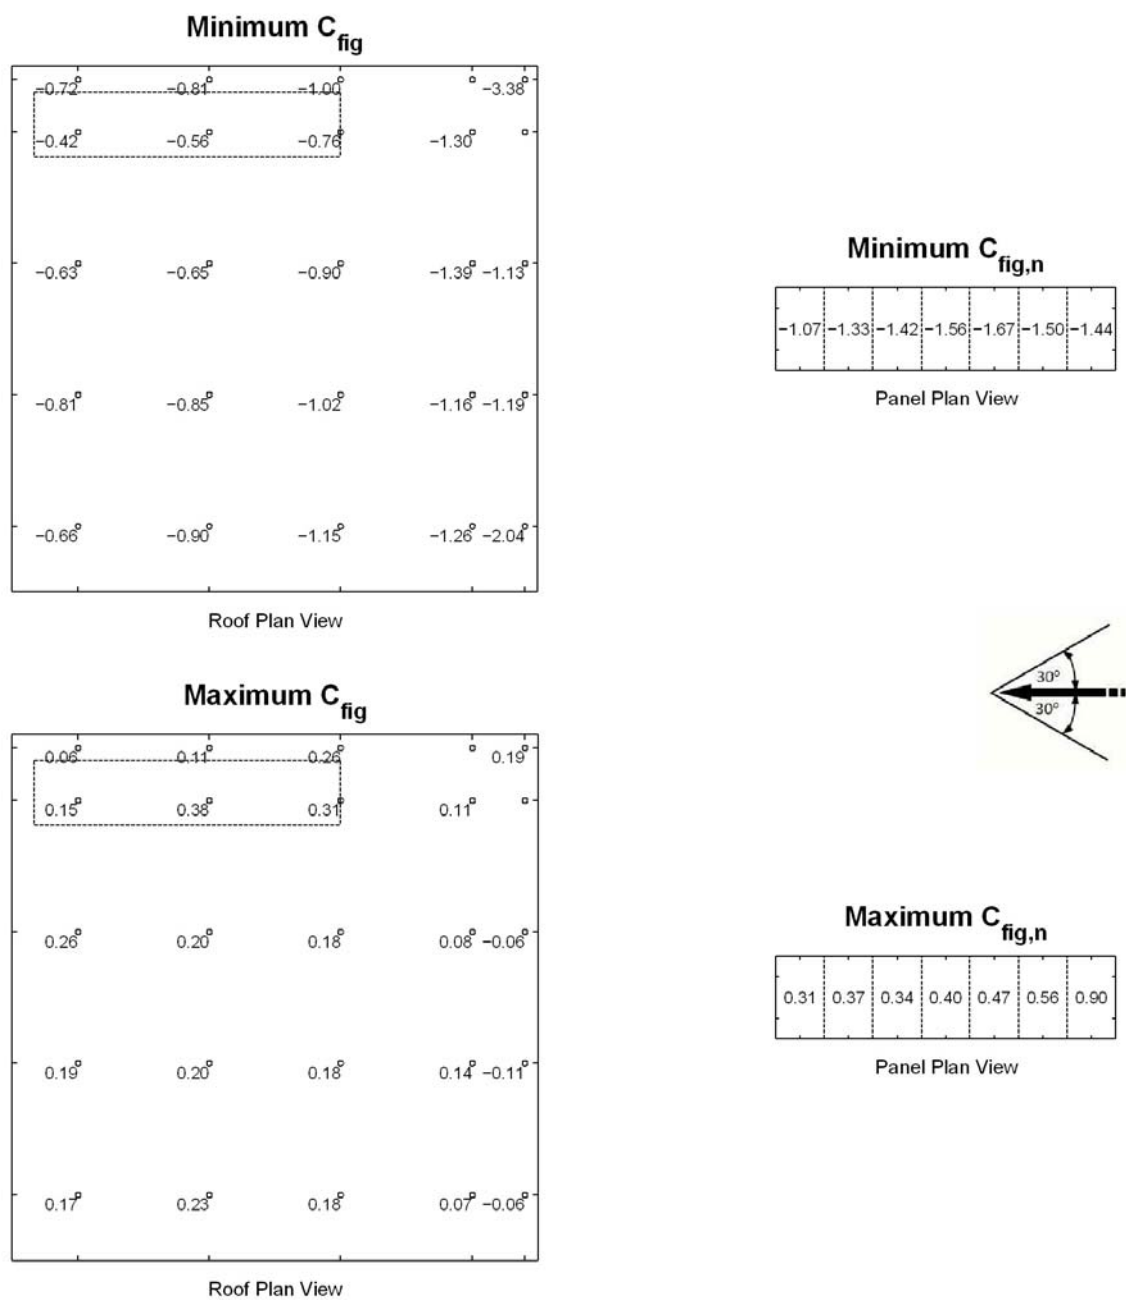 Minimum Cfig
−0.72 −0.81 −1.00 −3.38
−0.42 −0.56 −0.76 −1.30
−0.63 −0.65 −0.90 −1.39 −1.13
−0.81 −0.85 −1.02 −1.16 −1.19
−0.66 −0.90 −1.15 −1.26 −2.04
Roof Plan View
Minimum Cfig,n
−1.07 −1.33 −1.42 −1.56 −1.67 −1.50 −1.44
Panel Plan View
30º
30º
Maximum Cfig
0.06 0.11 0.26 0.19
0.15 0.38 0.31 0.11
0.26 0.20 0.18 0.08 −0.06
0.19 0.20 0.18 0.14 −0.11
0.17 0.23 0.18 0.07 −0.06
Roof Plan View
Maximum Cfig,n
0.31 0.37 0.34 0.40 0.47 0.56 0.90
Panel Plan View